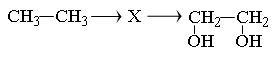 CH₃—CH₃ ⟶ X ⟶ CH₂—CH₂
OH OH